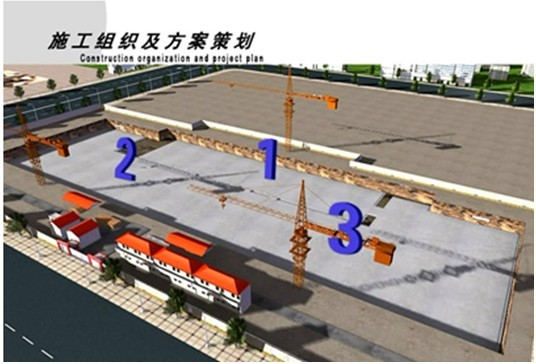 施工组织及方案策划
Construction organization and project plan
1
2
3